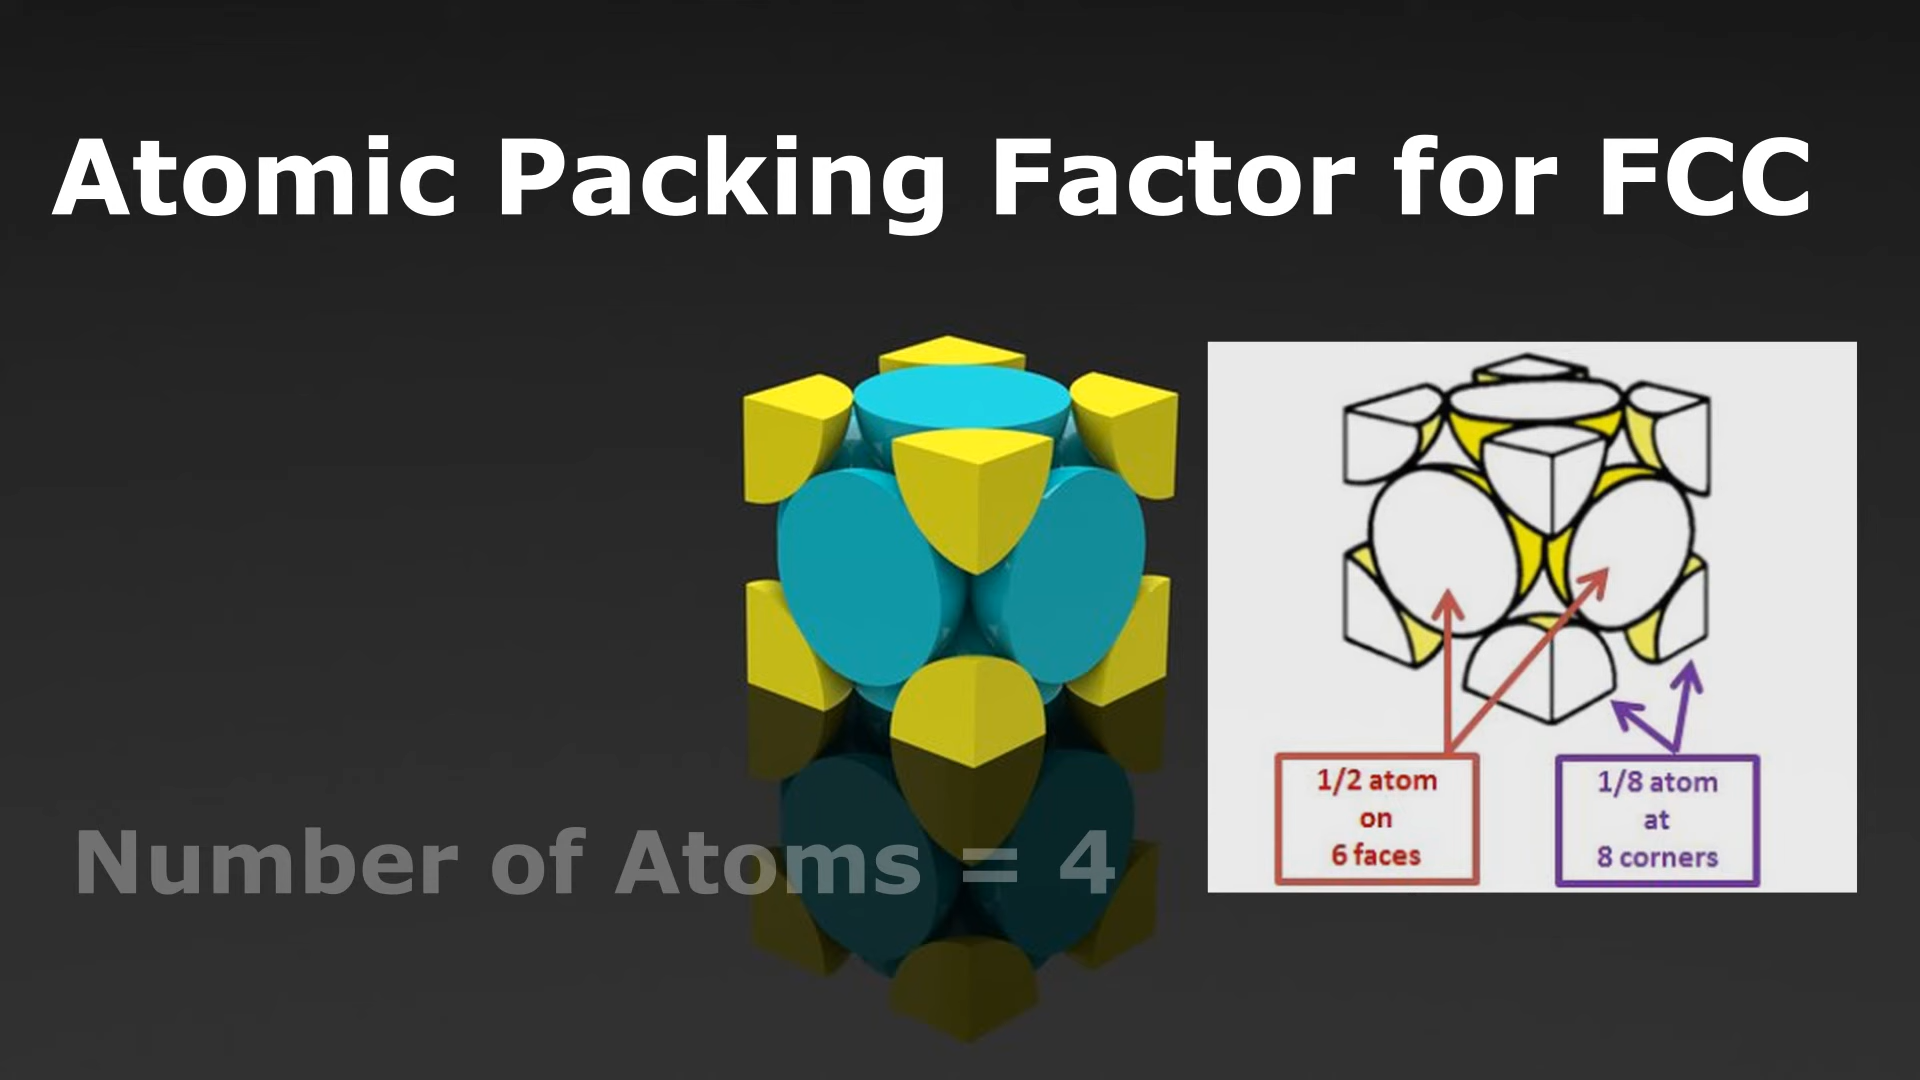 Atomic Packing Factor for FCC
Number of Atoms = 4
1/2 atom
on
6 faces
1/8 atom
at
8 corners